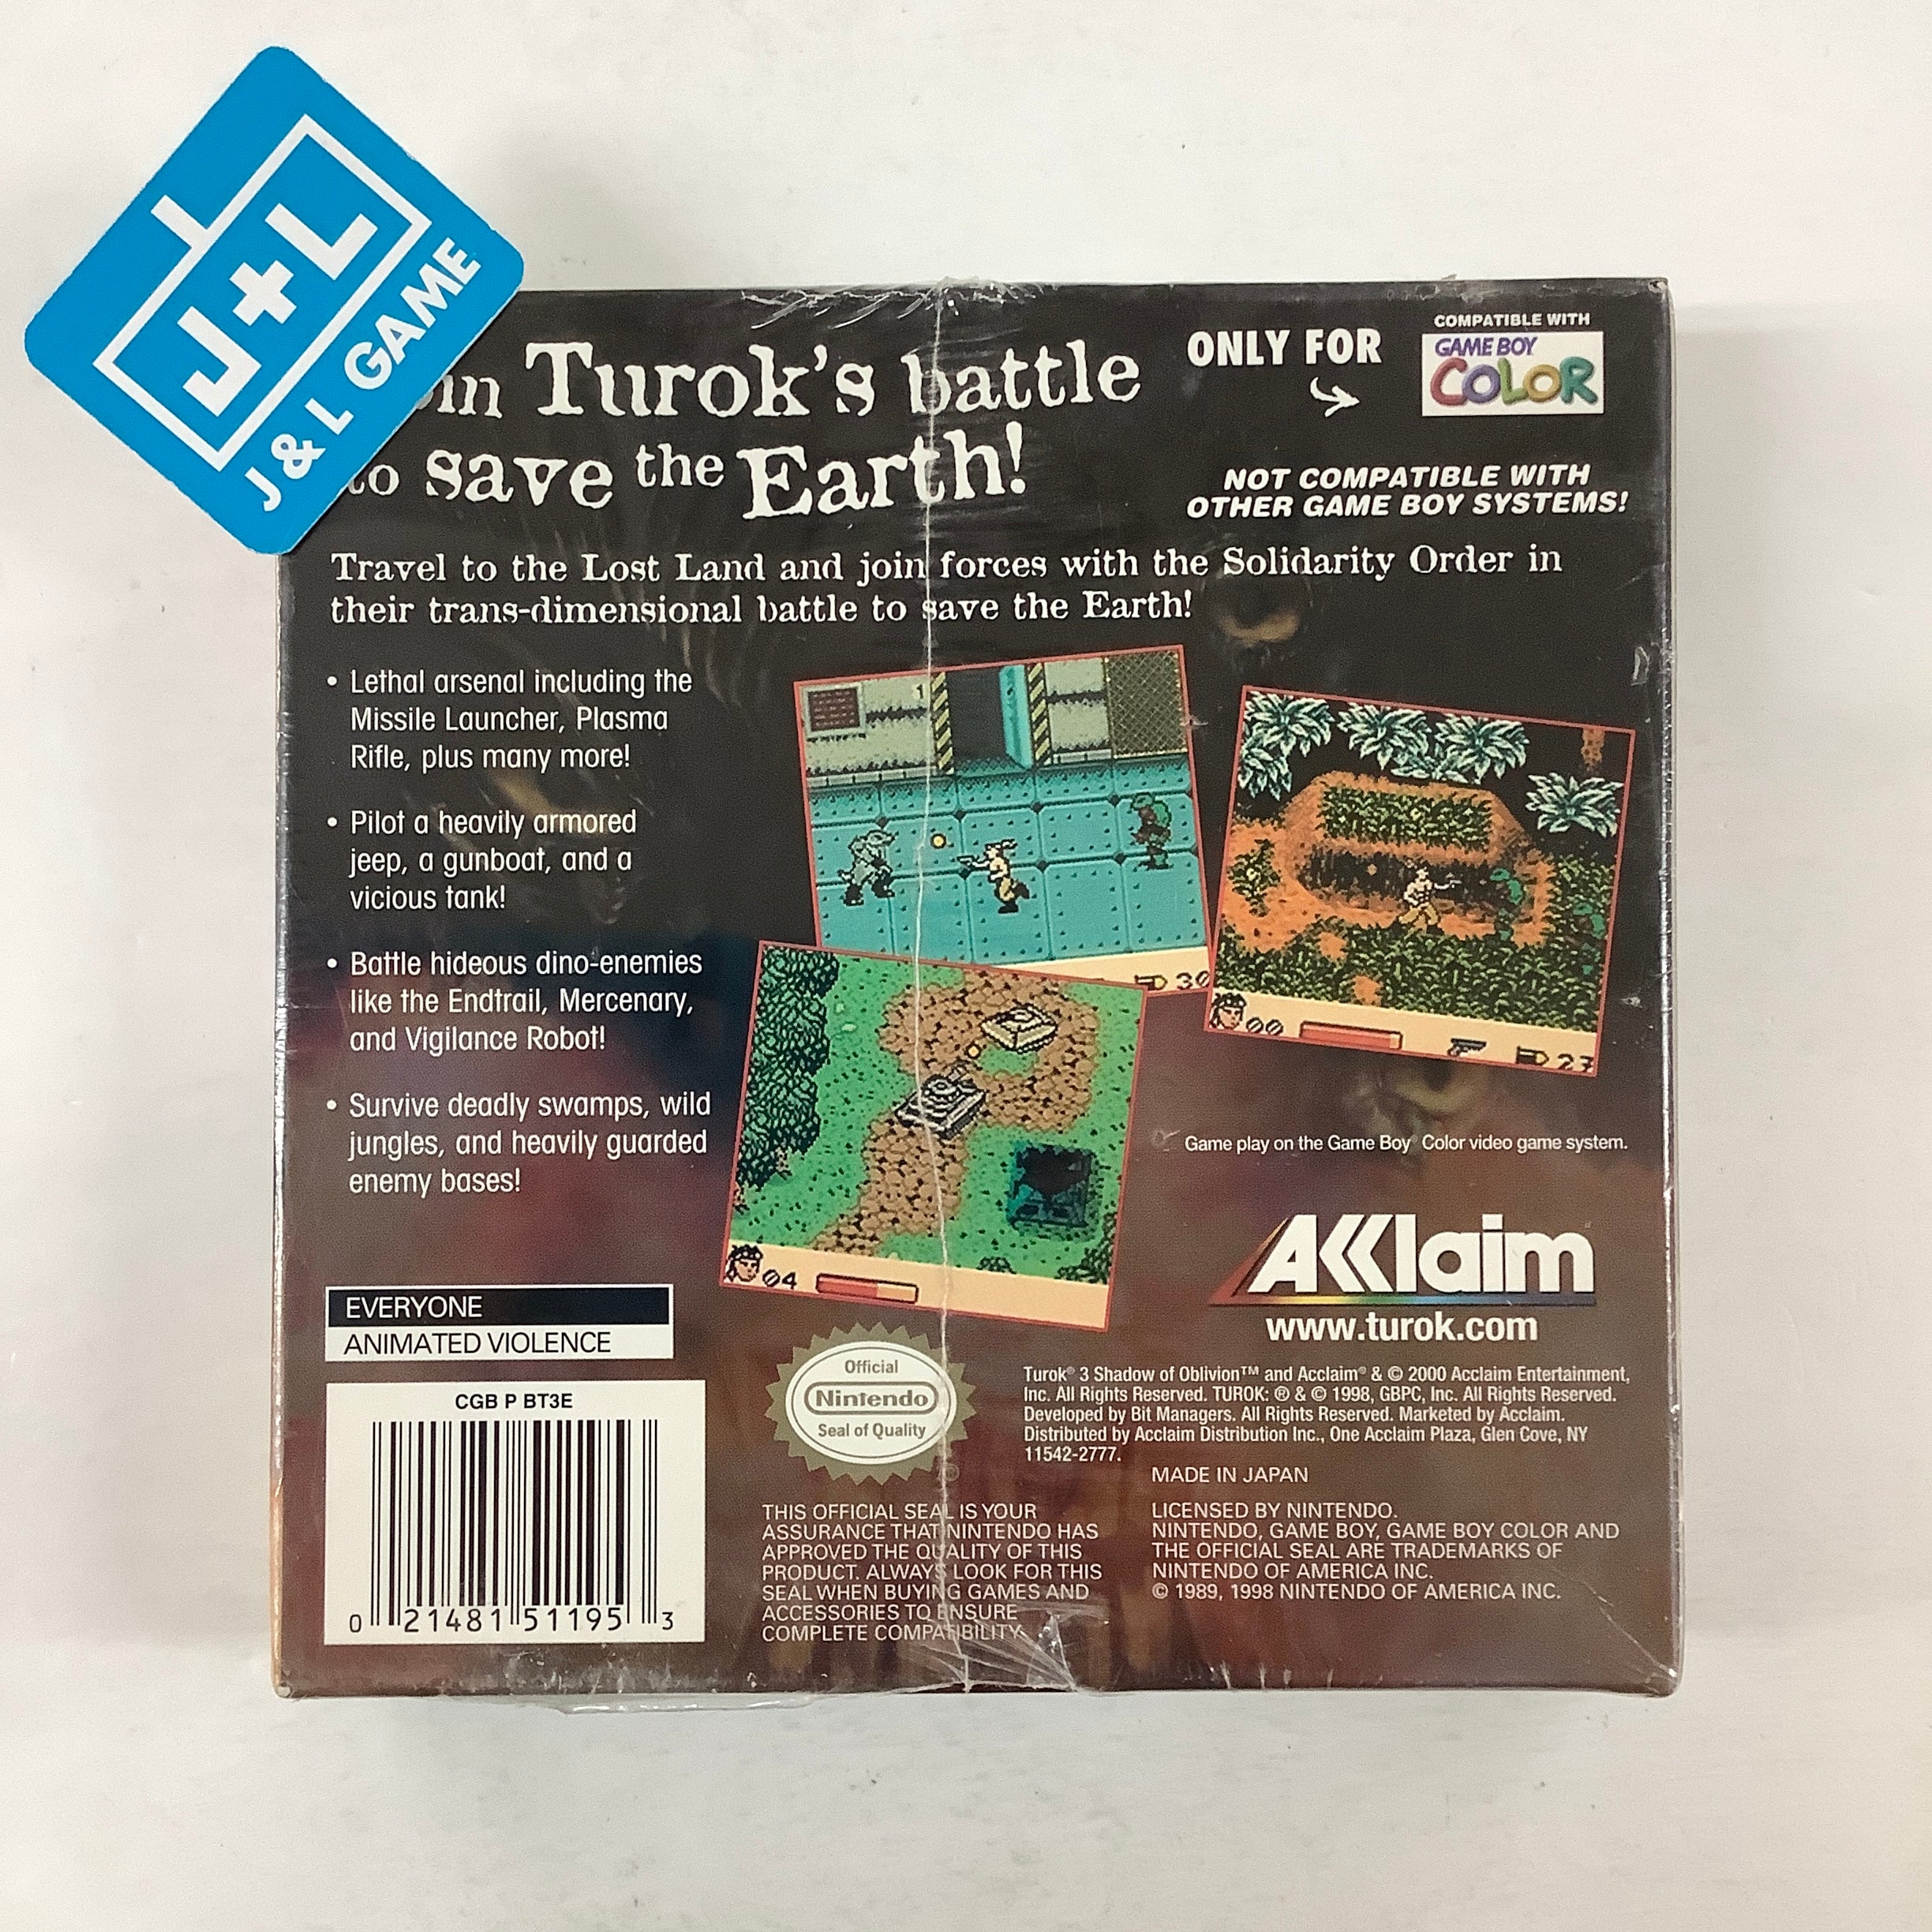 J+L
J & L GAME
in Turok's battle
to save the Earth!
ONLY FOR
COMPATIBLE WITH
GAME BOY
COLOR
NOT COMPATIBLE WITH
OTHER GAME BOY SYSTEMS!
Travel to the Lost Land and join forces with the Solidarity Order in
their trans-dimensional battle to save the Earth!
• Lethal arsenal including the
Missile Launcher, Plasma
Rifle, plus many more!
• Pilot a heavily armored
jeep, a gunboat, and a
vicious tank!
• Battle hideous dino-enemies
like the Endtrail, Mercenary,
and Vigilance Robot!
• Survive deadly swamps, wild
jungles, and heavily guarded
enemy bases!
1
30
00
27
04
Game play on the Game Boy® Color video game system.
AKKlaim
www.turok.com
EVERYONE
ANIMATED VIOLENCE
CGB P BT3E
0 21481 51195 3
Official
Nintendo
Seal of Quality
Turok® 3 Shadow of Oblivion™ and Acclaim® & © 2000 Acclaim Entertainment,
Inc. All Rights Reserved. TUROK: ® & © 1998, GBPC, Inc. All Rights Reserved.
Developed by Bit Managers. All Rights Reserved. Marketed by Acclaim.
Distributed by Acclaim Distribution Inc., One Acclaim Plaza, Glen Cove, NY
11542-2777.
MADE IN JAPAN
THIS OFFICIAL SEAL IS YOUR
ASSURANCE THAT NINTENDO HAS
APPROVED THE QUALITY OF THIS
PRODUCT. ALWAYS LOOK FOR THIS
SEAL WHEN BUYING GAMES AND
ACCESSORIES TO ENSURE
COMPLETE COMPATIBILITY.
LICENSED BY NINTENDO.
NINTENDO, GAME BOY, GAME BOY COLOR AND
THE OFFICIAL SEAL ARE TRADEMARKS OF
NINTENDO OF AMERICA INC.
© 1989, 1998 NINTENDO OF AMERICA INC.